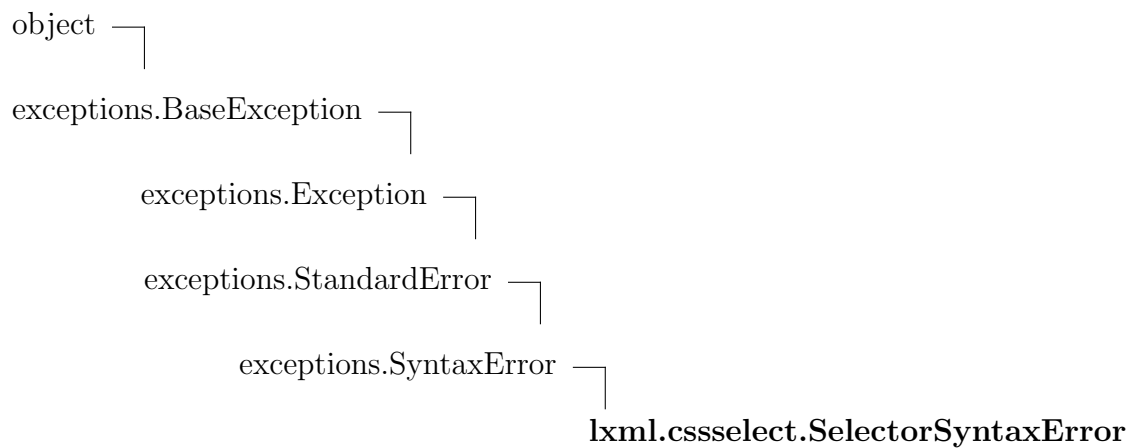 object
exceptions.BaseException
exceptions.Exception
exceptions.StandardError
exceptions.SyntaxError
lxml.cssselect.SelectorSyntaxError